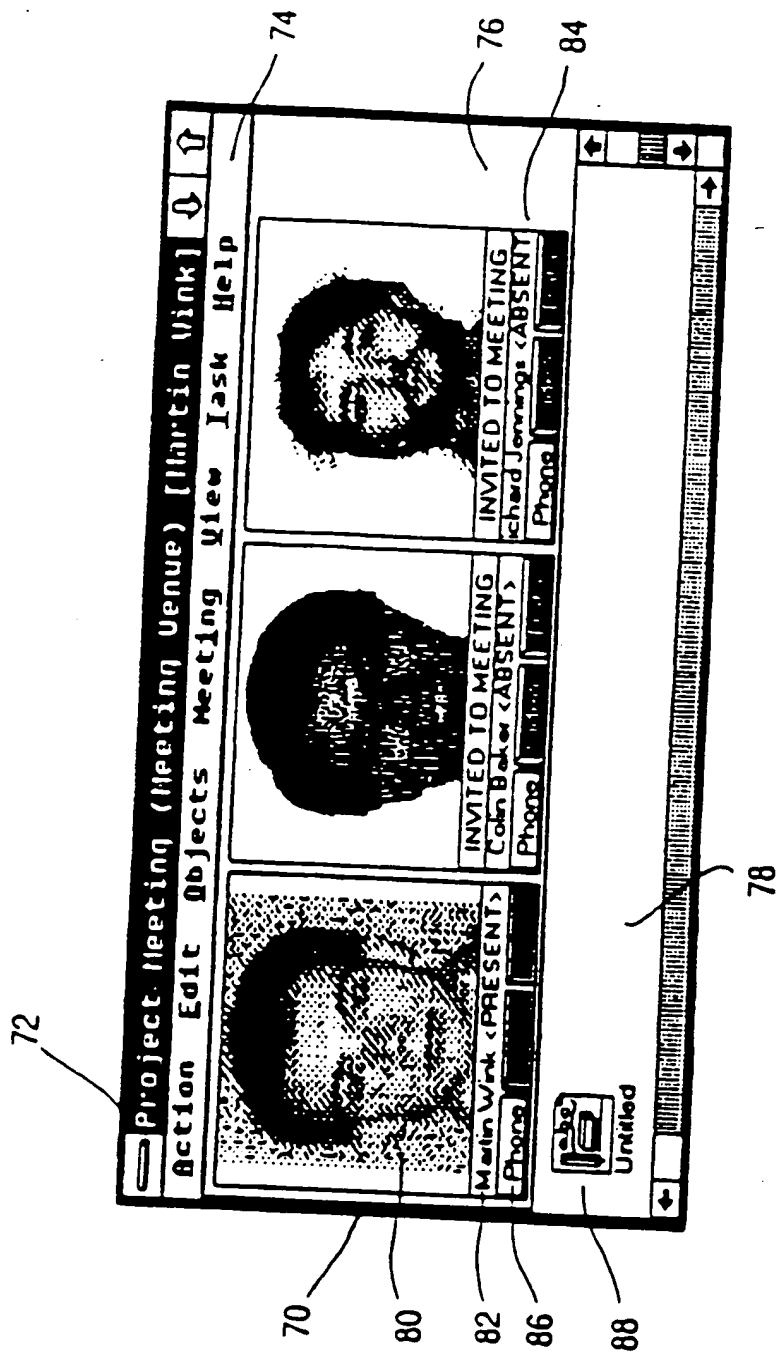 72
Project Meeting (Meeting Venue) [Martin Wink]
Action Edit Objects Meeting View Task Help
74
INVITED TO MEETING
INVITED TO MEETING
Martin Wink <PRESENT>
Colin Baker <ABSENT>
ichard Jennings <ABSENT
Phone
Phone
Phone
abc
Untitled
70
80
82
86
88
78
76
84